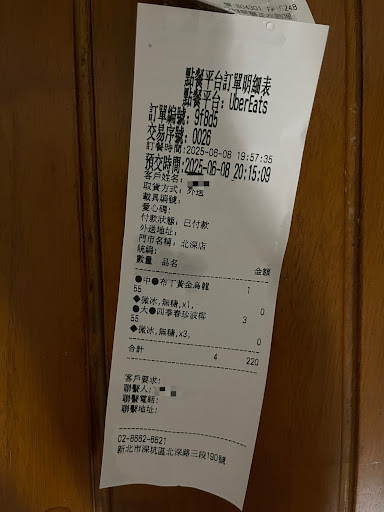 點餐平台訂單明細表
點餐平台: UberEats
訂單編號: 9f8d5
交易序號: 0026
訂餐時間:2025-06-08 19:57:35
預交時間:2025-06-08 20:15:09
客戶姓名:
取貨方式: 外送
載具編號:
愛心碼:
付款狀態: 已付款
外送地址:
門市名稱: 北深店
統編:
數量 品名 金額
●中●布丁黃金烏龍 1
55 0
◆微冰,無糖,x1,
●大●四季春珍波椰 3
55 0
◆微冰,無糖,x3,
合計 4 220
客戶要求:
聯繫人:
聯繫電話:
聯繫地址:
02-8662-6621
新北市深坑區北深路三段190號